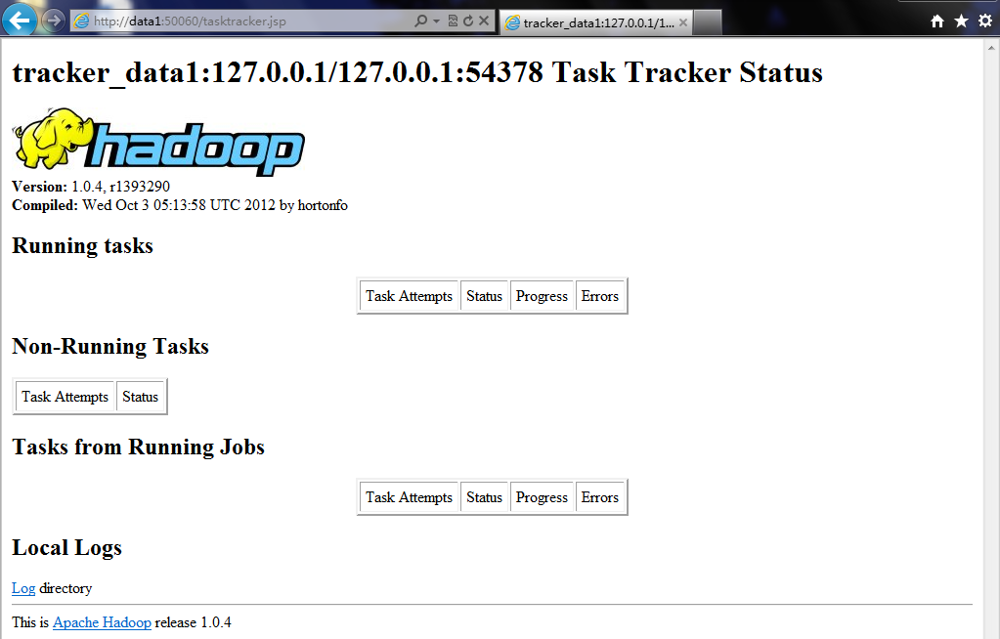 http://data1:50060/tasktracker.jsp
tracker_data1:127.0.0.1/1...
tracker_data1:127.0.0.1/127.0.0.1:54378 Task Tracker Status
hadoop
Version: 1.0.4, r1393290
Compiled: Wed Oct 3 05:13:58 UTC 2012 by hortonfo
Running tasks
Task Attempts Status Progress Errors
Non-Running Tasks
Task Attempts Status
Tasks from Running Jobs
Task Attempts Status Progress Errors
Local Logs
Log directory
This is Apache Hadoop release 1.0.4